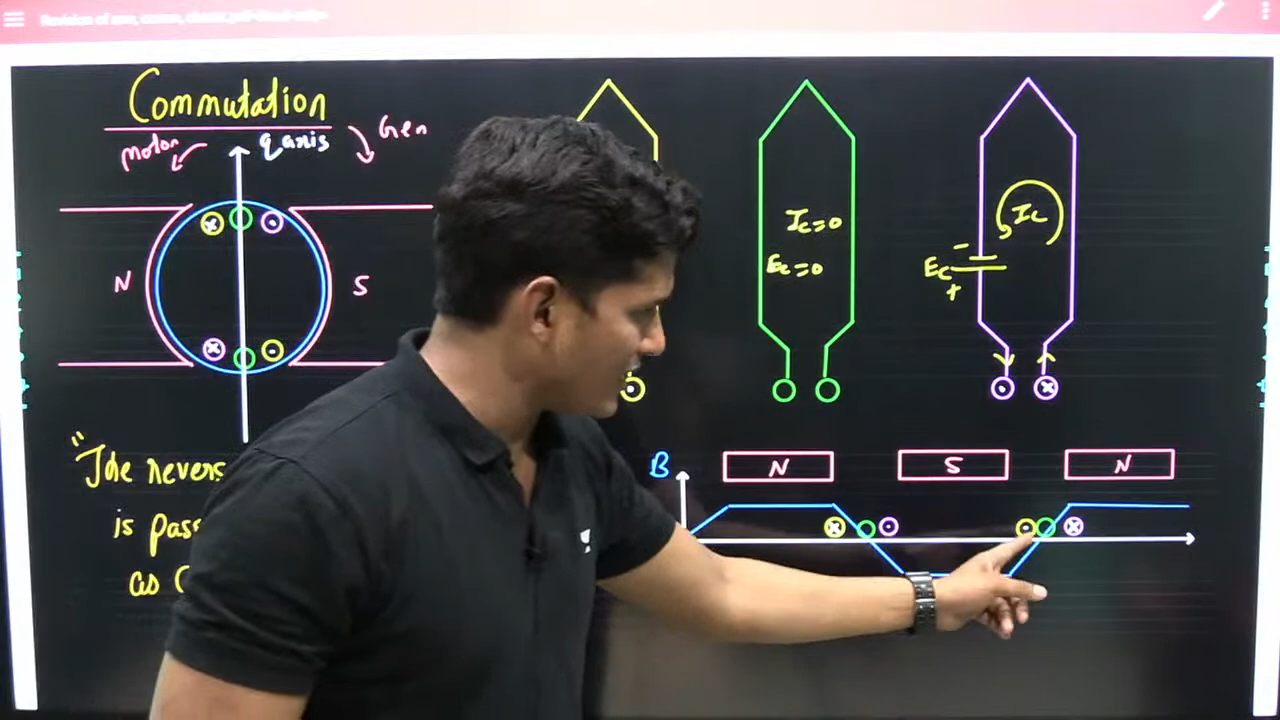 Commutation
Motor q axis Gen
N S
Ic=0
Ec=0
Ic
-
Ec
+
B N S N
"The revers
is pass
as